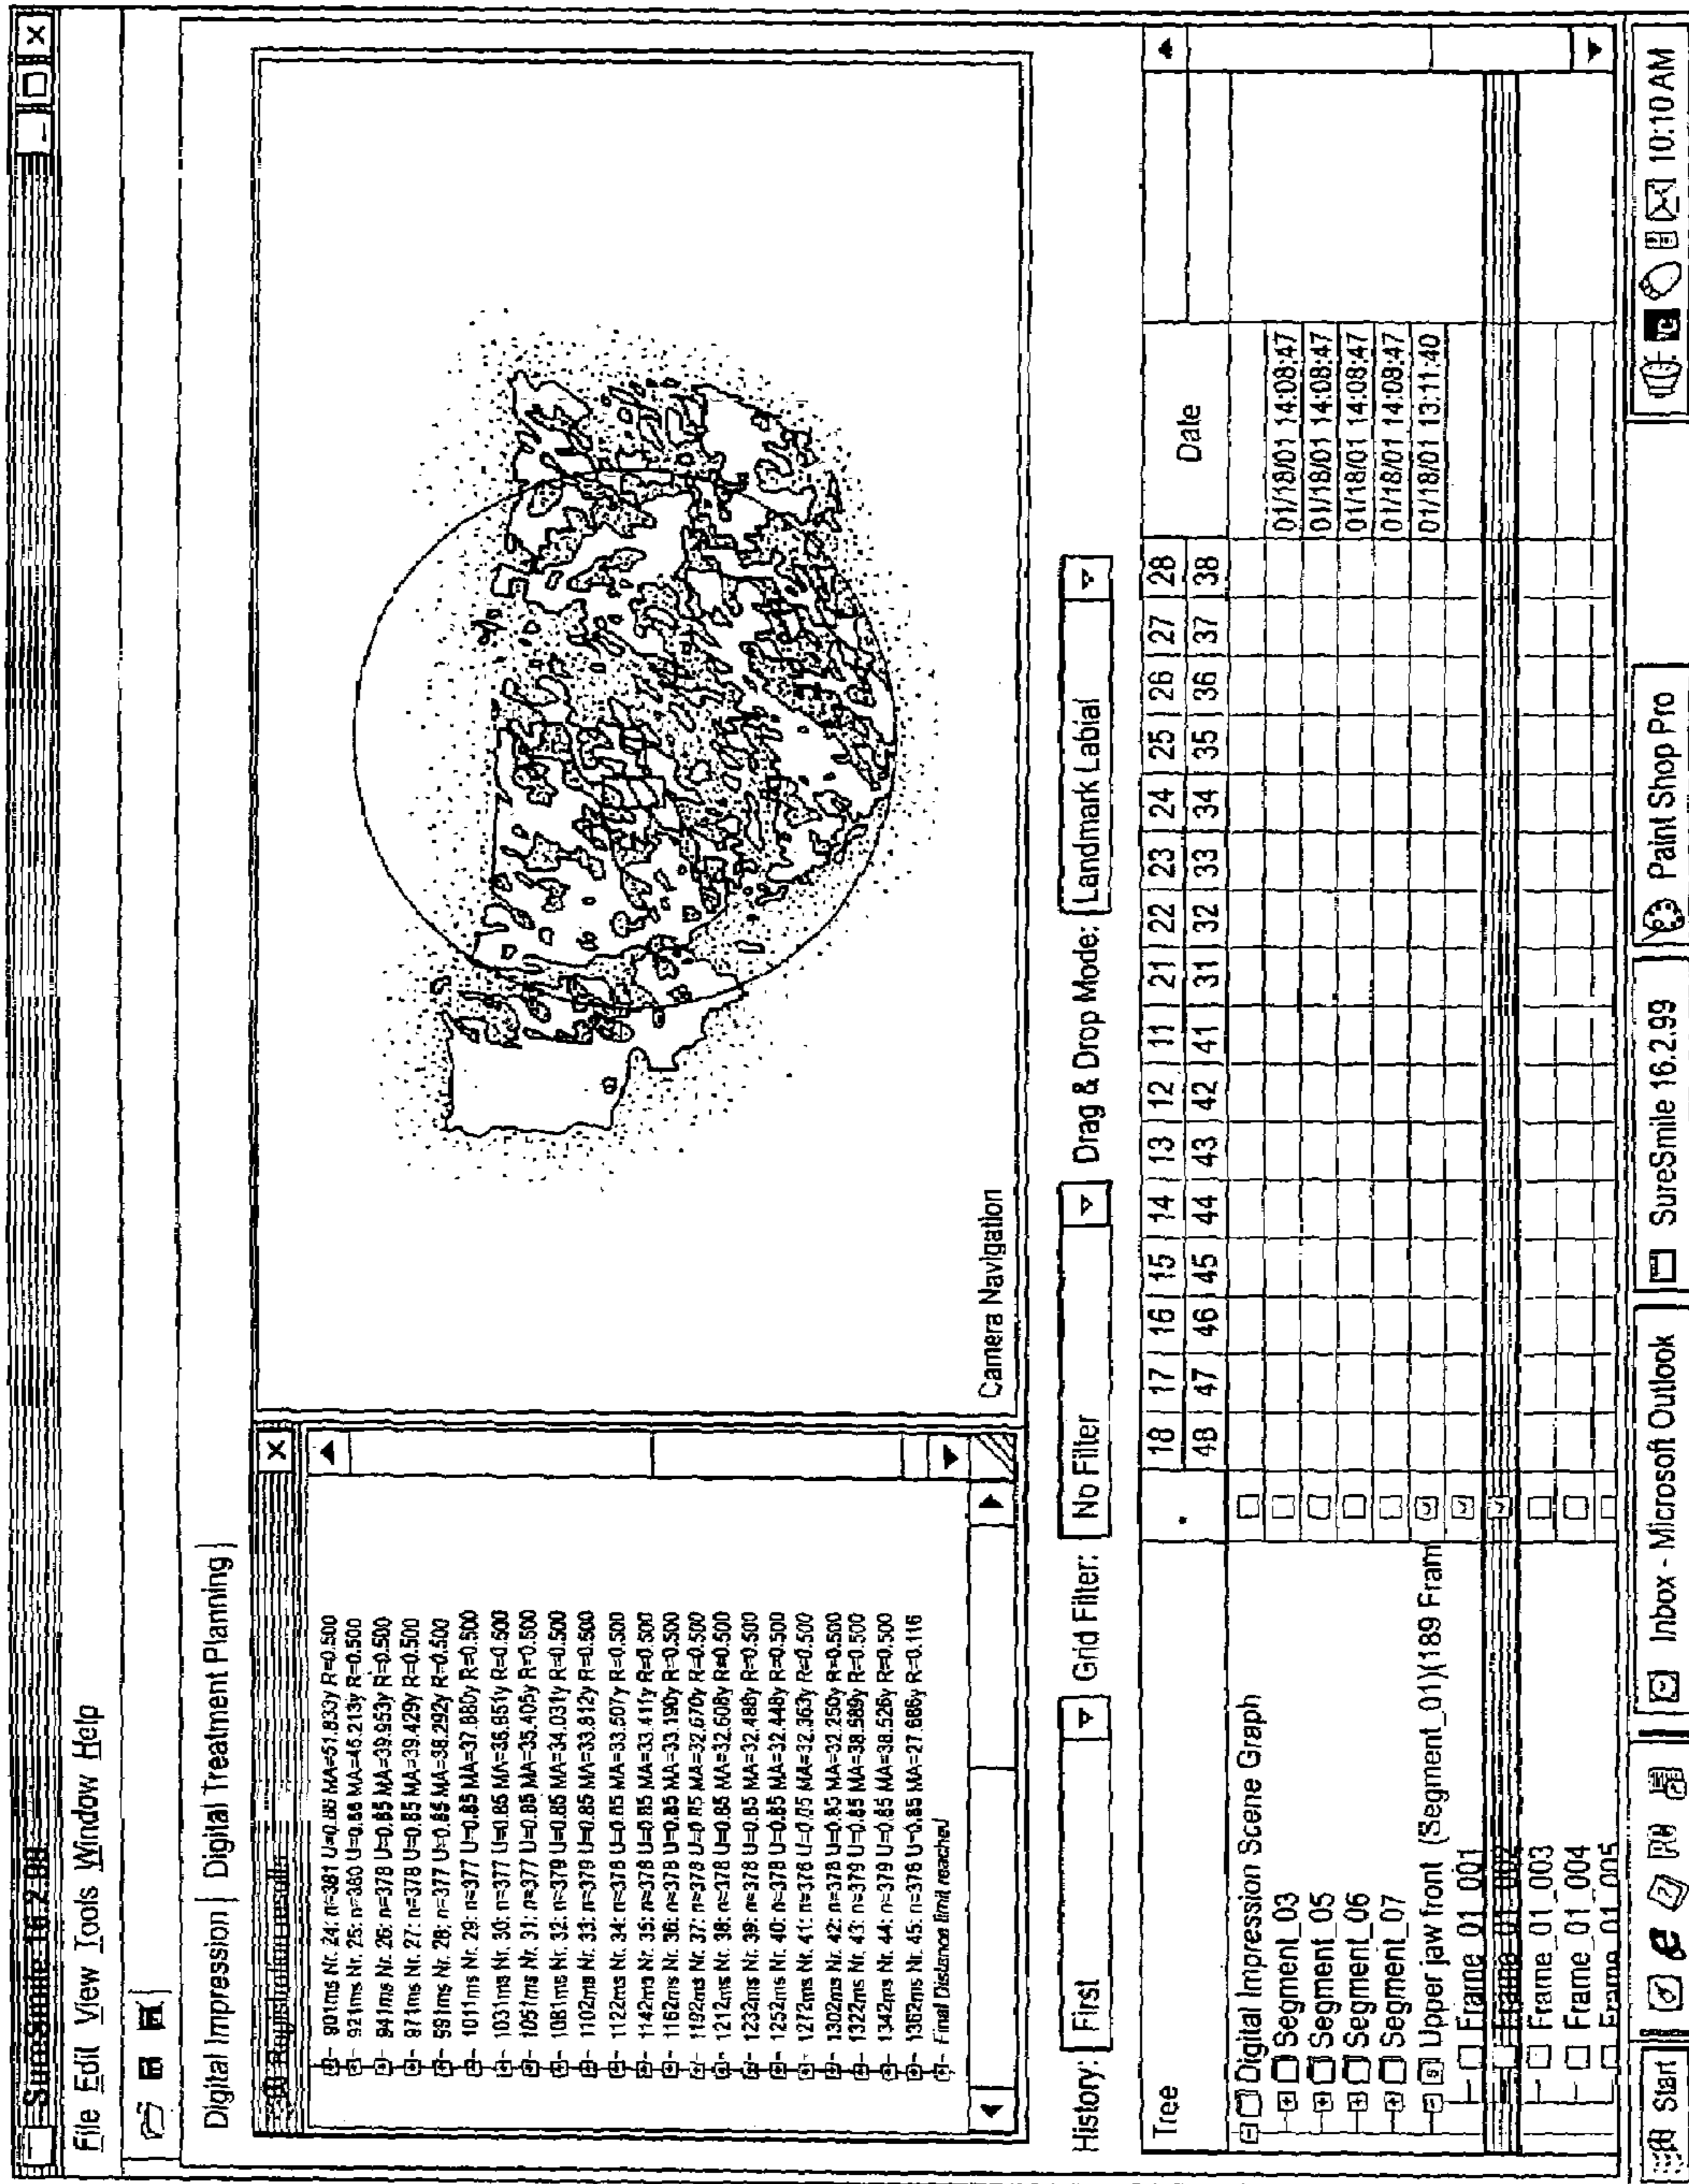 SureSmile 16.2.99
File Edit View Tools Window Help
Digital Impression | Digital Treatment Planning
Registration results
901ms Nr. 24: n=381 U=0.86 MA=51.833y R=0.500
921ms Nr. 25: n=380 U=0.86 MA=45.213y R=0.500
941ms Nr. 26: n=378 U=0.85 MA=39.953y R=0.500
971ms Nr. 27: n=378 U=0.85 MA=39.429y R=0.500
991ms Nr. 28: n=377 U=0.85 MA=38.292y R=0.500
1011ms Nr. 29: n=377 U=0.85 MA=37.880y R=0.500
1031ms Nr. 30: n=377 U=0.85 MA=36.851y R=0.500
1051ms Nr. 31: n=377 U=0.85 MA=35.405y R=0.500
1081ms Nr. 32: n=379 U=0.85 MA=34.031y R=0.500
1102ms Nr. 33: n=379 U=0.85 MA=33.812y R=0.500
1122ms Nr. 34: n=378 U=0.85 MA=33.507y R=0.500
1142ms Nr. 35: n=378 U=0.85 MA=33.411y R=0.500
1162ms Nr. 36: n=378 U=0.85 MA=33.190y R=0.500
1192ms Nr. 37: n=378 U=0.85 MA=32.670y R=0.500
1212ms Nr. 38: n=378 U=0.85 MA=32.608y R=0.500
1232ms Nr. 39: n=378 U=0.85 MA=32.488y R=0.500
1252ms Nr. 40: n=378 U=0.85 MA=32.448y R=0.500
1272ms Nr. 41: n=378 U=0.85 MA=32.363y R=0.500
1302ms Nr. 42: n=378 U=0.85 MA=32.250y R=0.500
1322ms Nr. 43: n=379 U=0.85 MA=38.589y R=0.500
1342ms Nr. 44: n=379 U=0.85 MA=38.526y R=0.500
1362ms Nr. 45: n=376 U=0.85 MA=27.686y R=0.116
Final Distance limit reached
Camera Navigation
History: First Grid Filter: No Filter Drag & Drop Mode: Landmark Labial
Tree 18 17 16 15 14 13 12 11 21 22 23 24 25 26 27 28 Date
48 47 46 45 44 43 42 41 31 32 33 34 35 36 37 38
Digital Impression Scene Graph
Segment_03 01/18/01 14:08:47
Segment_05 01/18/01 14:08:47
Segment_06 01/18/01 14:08:47
Segment_07 01/18/01 14:08:47
Upper jaw front (Segment_01)(189 Fram 01/18/01 13:11:40
Frame_01_001
Frame_01_002
Frame_01_003
Frame_01_004
Frame_01_005
Start Inbox - Microsoft Outlook SureSmile 16.2.99 Paint Shop Pro 10:10 AM